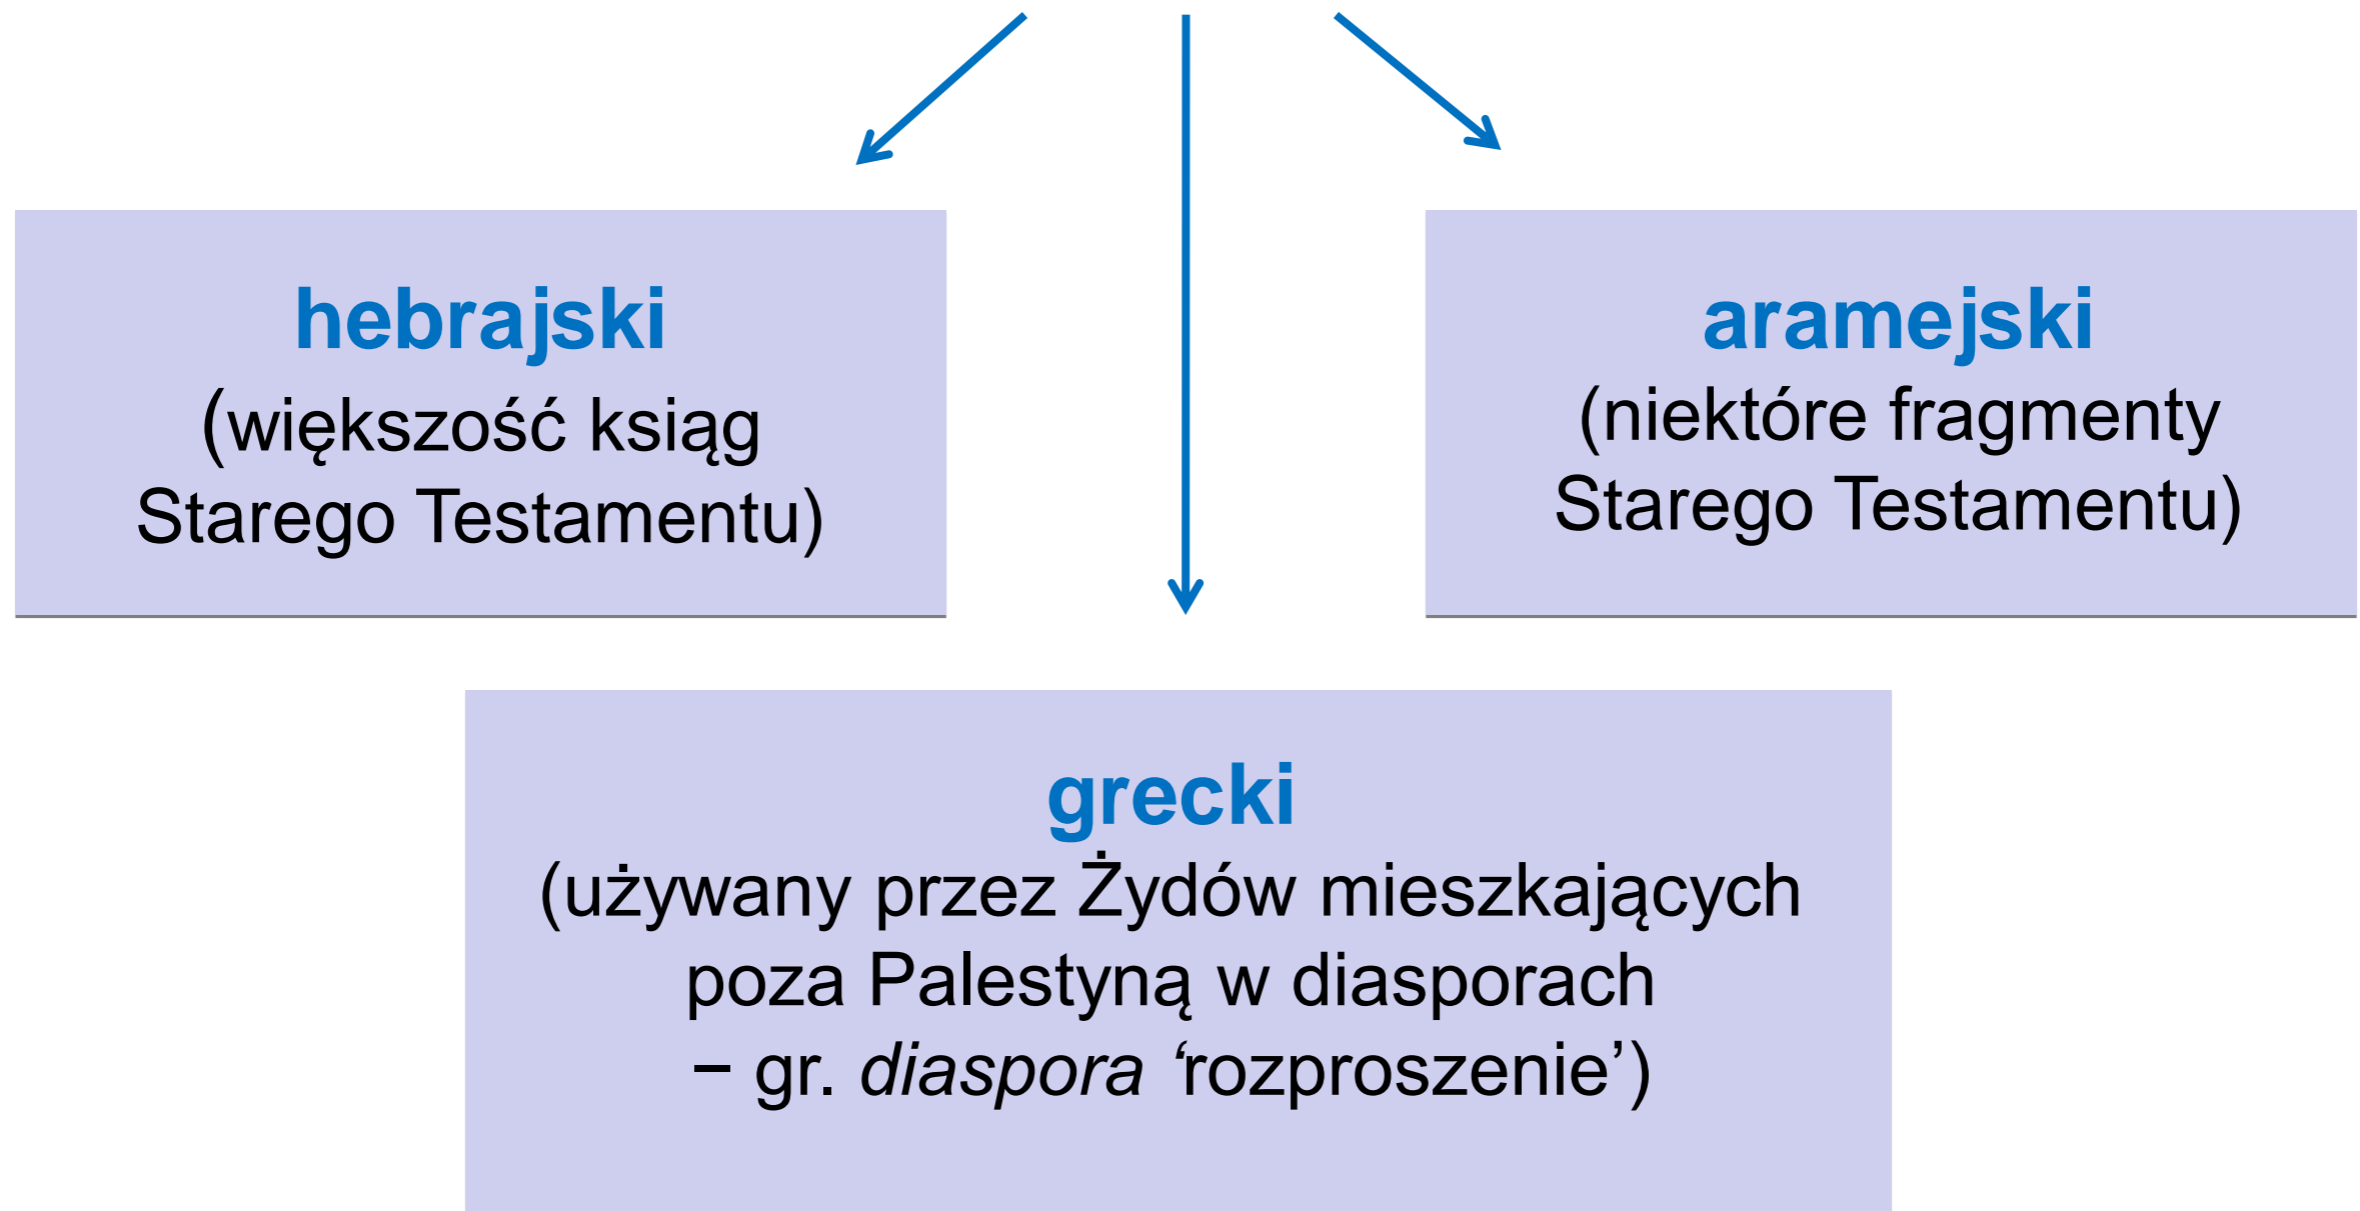 hebrajski
(większość ksiąg
Starego Testamentu)
aramejski
(niektóre fragmenty
Starego Testamentu)
grecki
(używany przez Żydów mieszkających
poza Palestyną w diasporach
− gr. diaspora ‘rozproszenie’)